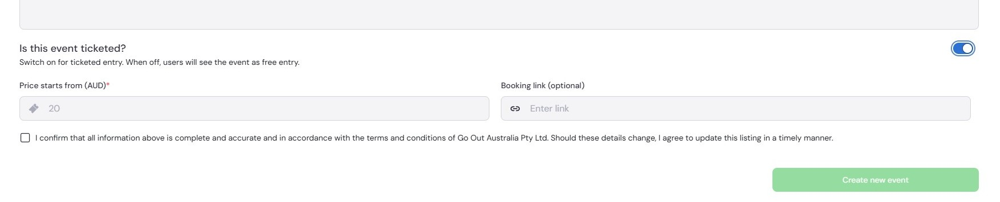 Is this event ticketed?
Switch on for ticketed entry. When off, users will see the event as free entry.
Price starts from (AUD)*
Booking link (optional)
20
Enter link
I confirm that all information above is complete and accurate and in accordance with the terms and conditions of Go Out Australia Pty Ltd. Should these details change, I agree to update this listing in a timely manner.
Create new event